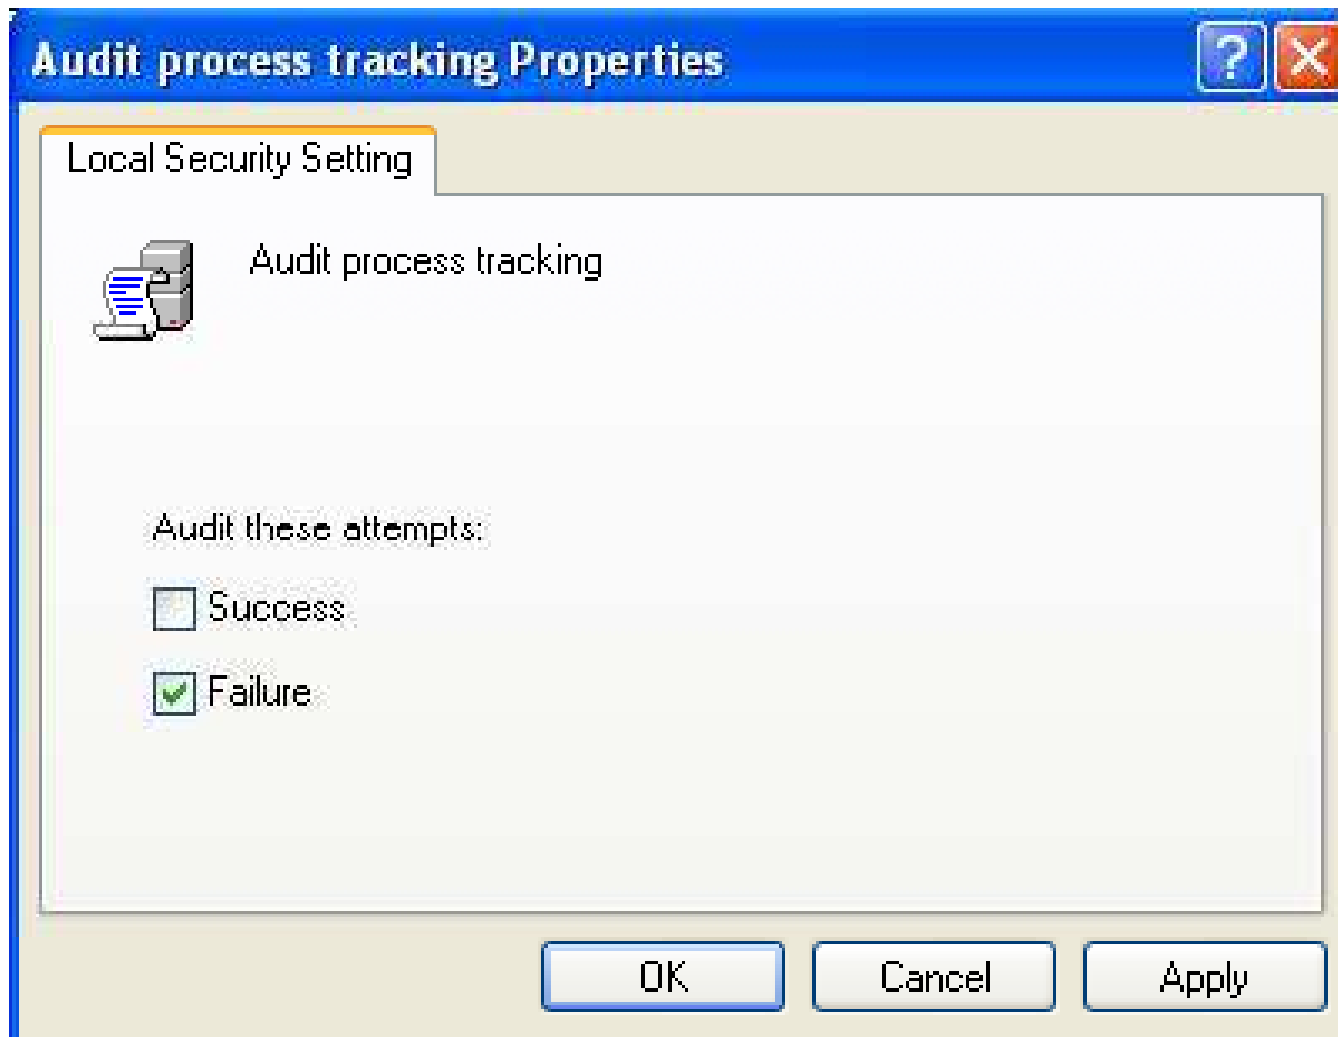 Audit process tracking Properties
?
Local Security Setting
Audit process tracking
Audit these attempts:
Success
Failure
OK Cancel Apply